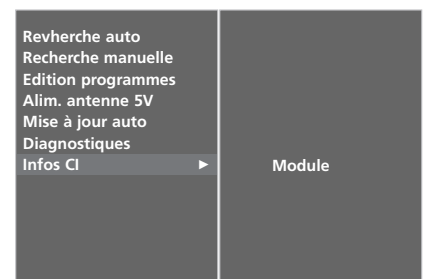 Revherche auto
Recherche manuelle
Edition programmes
Alim. antenne 5V
Mise à jour auto
Diagnostiques
Infos CI ►
Module